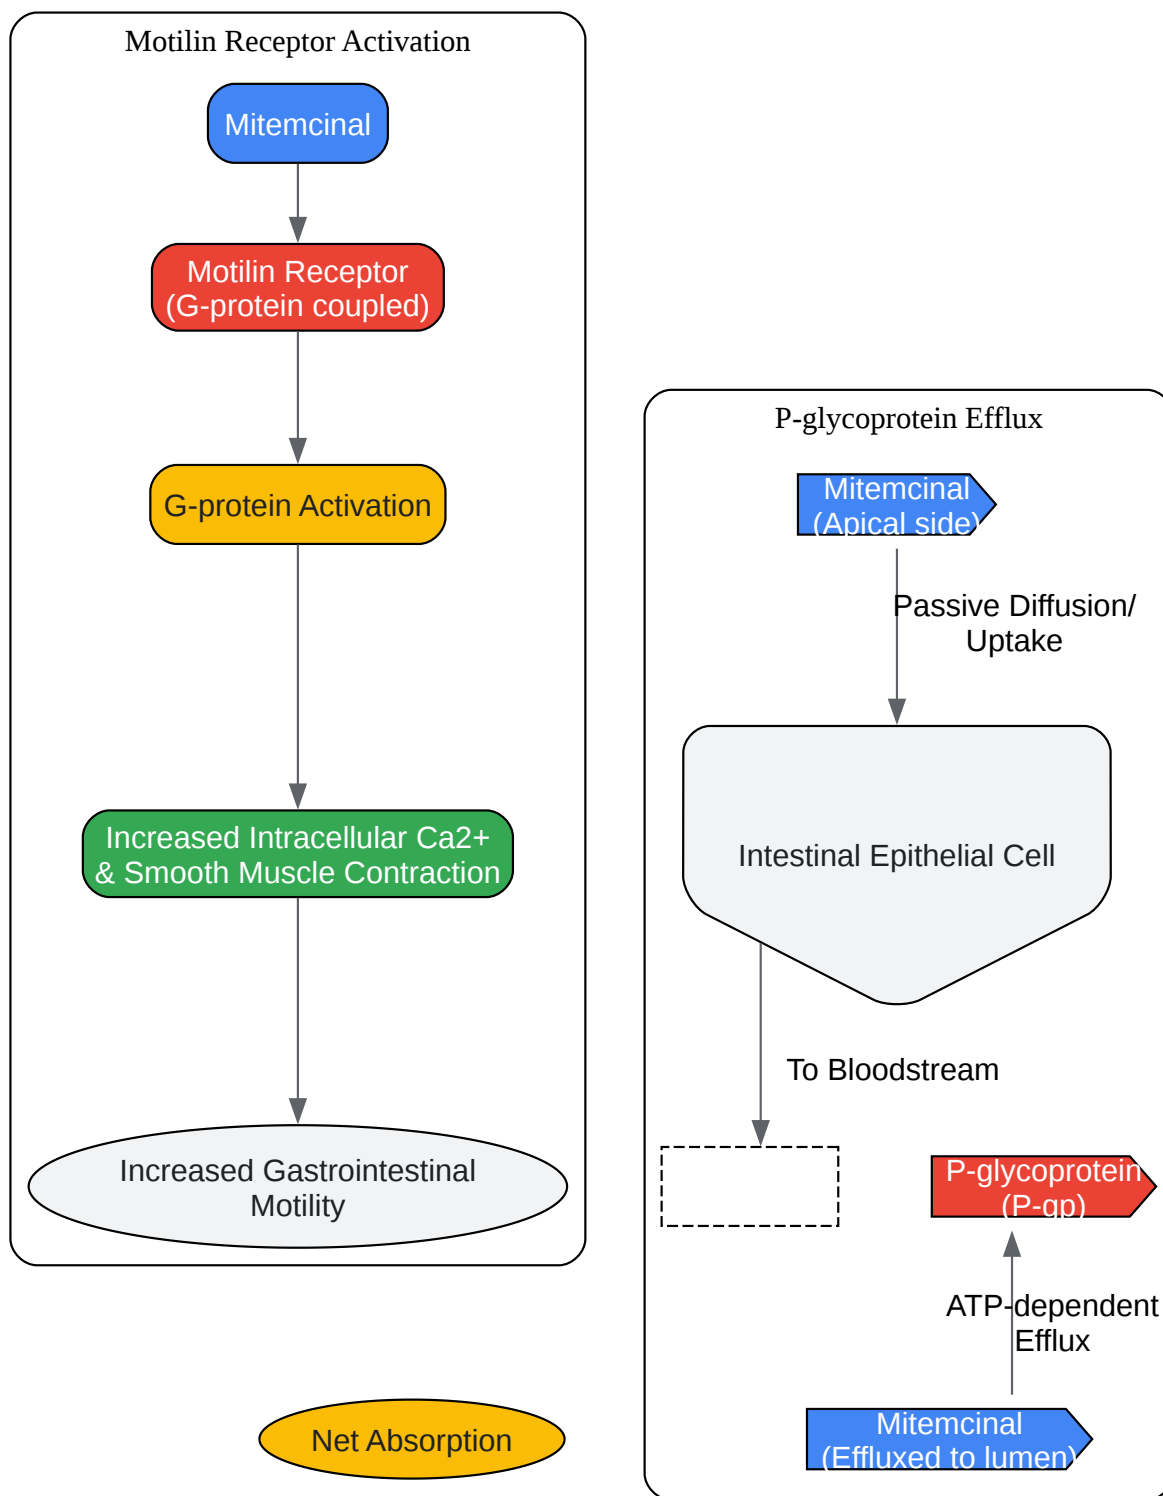 Motilin Receptor Activation
Mitemcinal
Motilin Receptor
(G-protein coupled)
G-protein Activation
Increased Intracellular Ca2+
& Smooth Muscle Contraction
Increased Gastrointestinal
Motility
P-glycoprotein Efflux
Mitemcinal
(Apical side)
Passive Diffusion/
Uptake
Intestinal Epithelial Cell
To Bloodstream
P-glycoprotein
(P-gp)
ATP-dependent
Efflux
Mitemcinal
(Effluxed to lumen)
Net Absorption